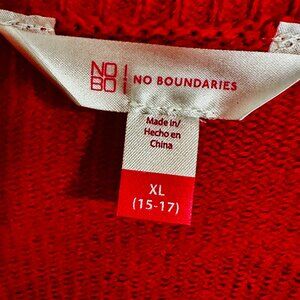 NO
BO
NO BOUNDARIES
Made in/
Hecho en
China
XL
(15-17)